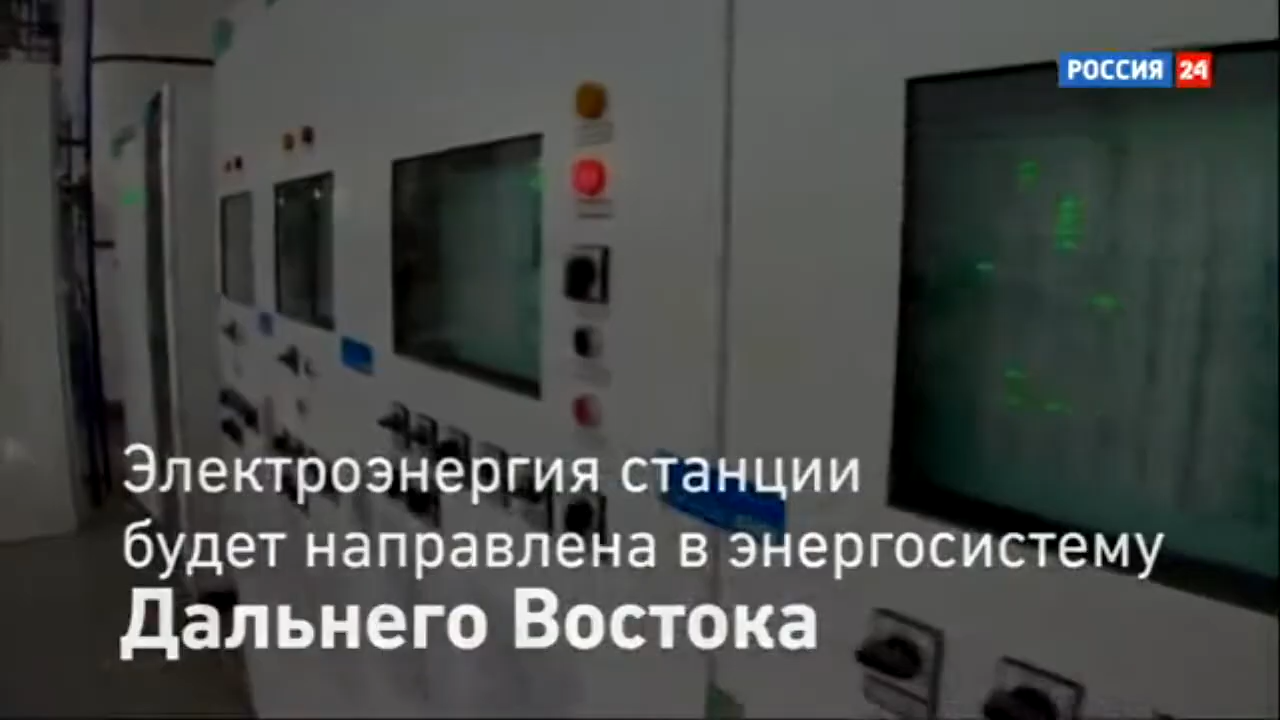 РОССИЯ 24
Электроэнергия станции
будет направлена в энергосистему
Дальнего Востока